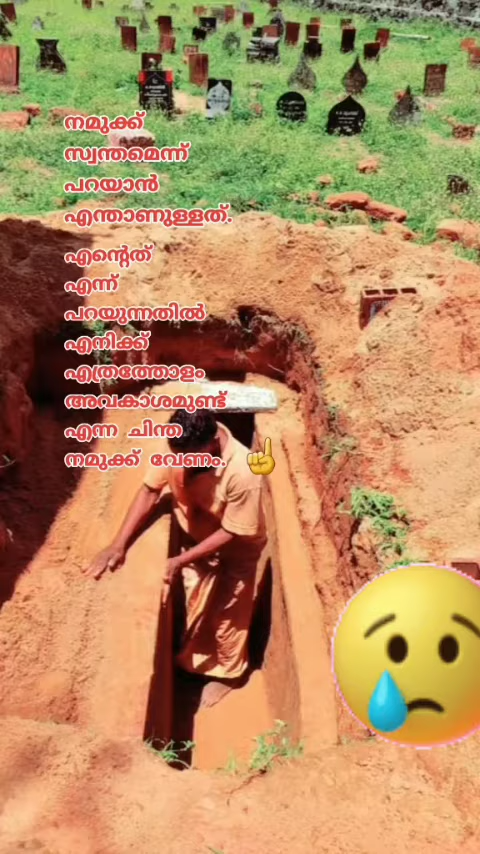 നമുക്ക്
സ്വന്തമെന്ന്
പറയാൻ
എന്താണുള്ളത്.
എന്റെത്
എന്ന്
പറയുന്നതിൽ
എനിക്ക്
എത്രത്തോളം
അവകാശമുണ്ട്
എന്ന ചിന്ത
നമുക്ക് വേണം. ☝